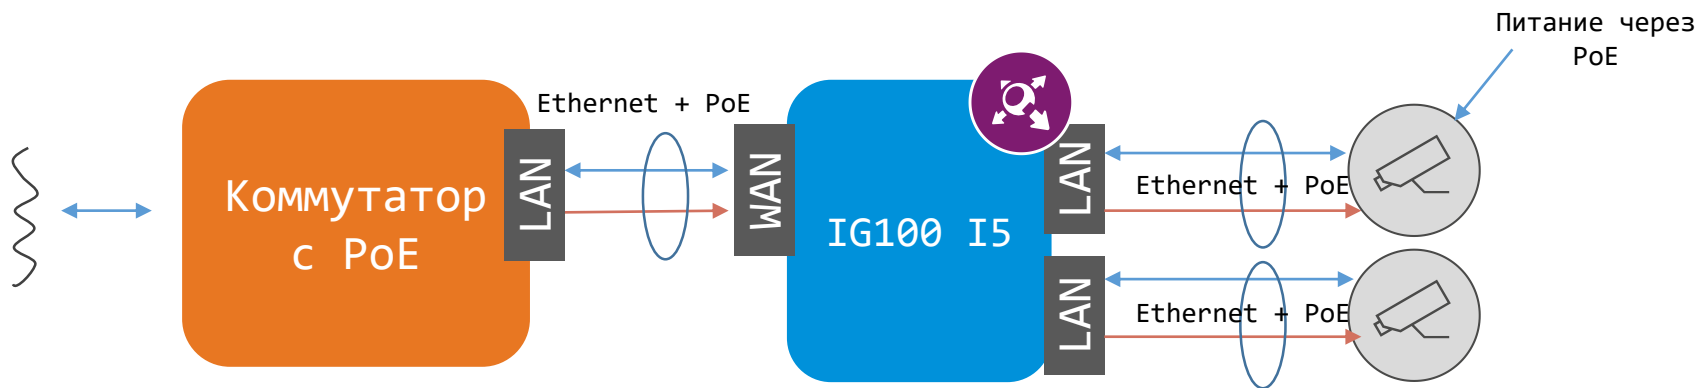 Питание через
PoE
Ethernet + PoE
Коммутатор
с PoE
LAN
WAN
IG100 I5
LAN
Ethernet + PoE
LAN
Ethernet + PoE